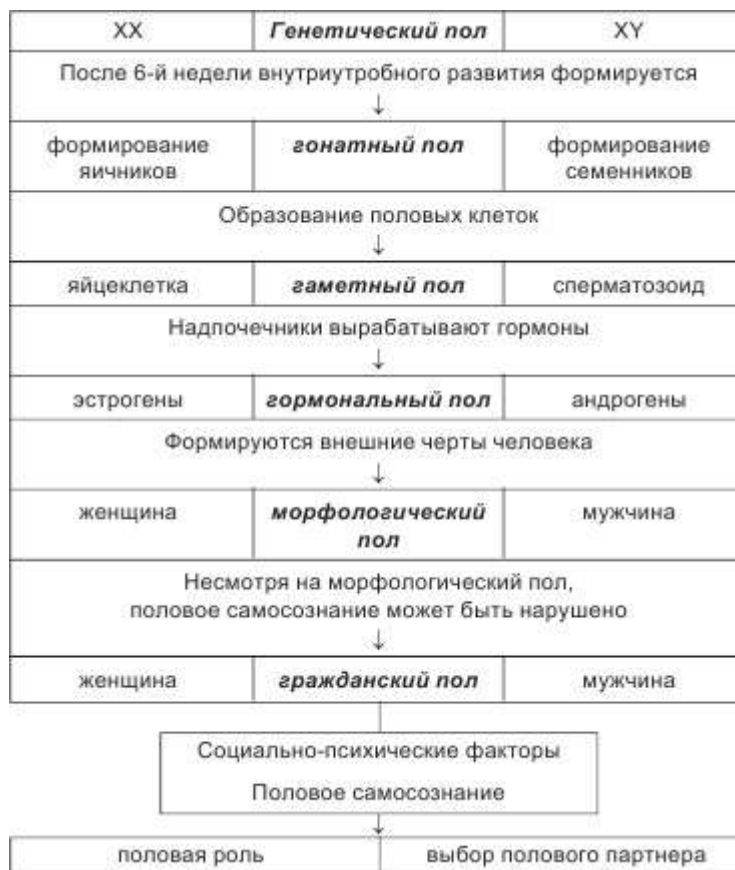 XX Генетический пол XY
После 6-й недели внутриутробного развития формируется
↓
формирование яичников гонатный пол формирование семенников
Образование половых клеток
↓
яйцеклетка гаметный пол сперматозоид
Надпочечники вырабатывают гормоны
↓
эстрогены гормональный пол андрогены
Формируются внешние черты человека
↓
женщина морфологический пол мужчина
Несмотря на морфологический пол,
половое самосознание может быть нарушено
↓
женщина гражданский пол мужчина
Социально-психические факторы
Половое самосознание
половая роль выбор полового партнера